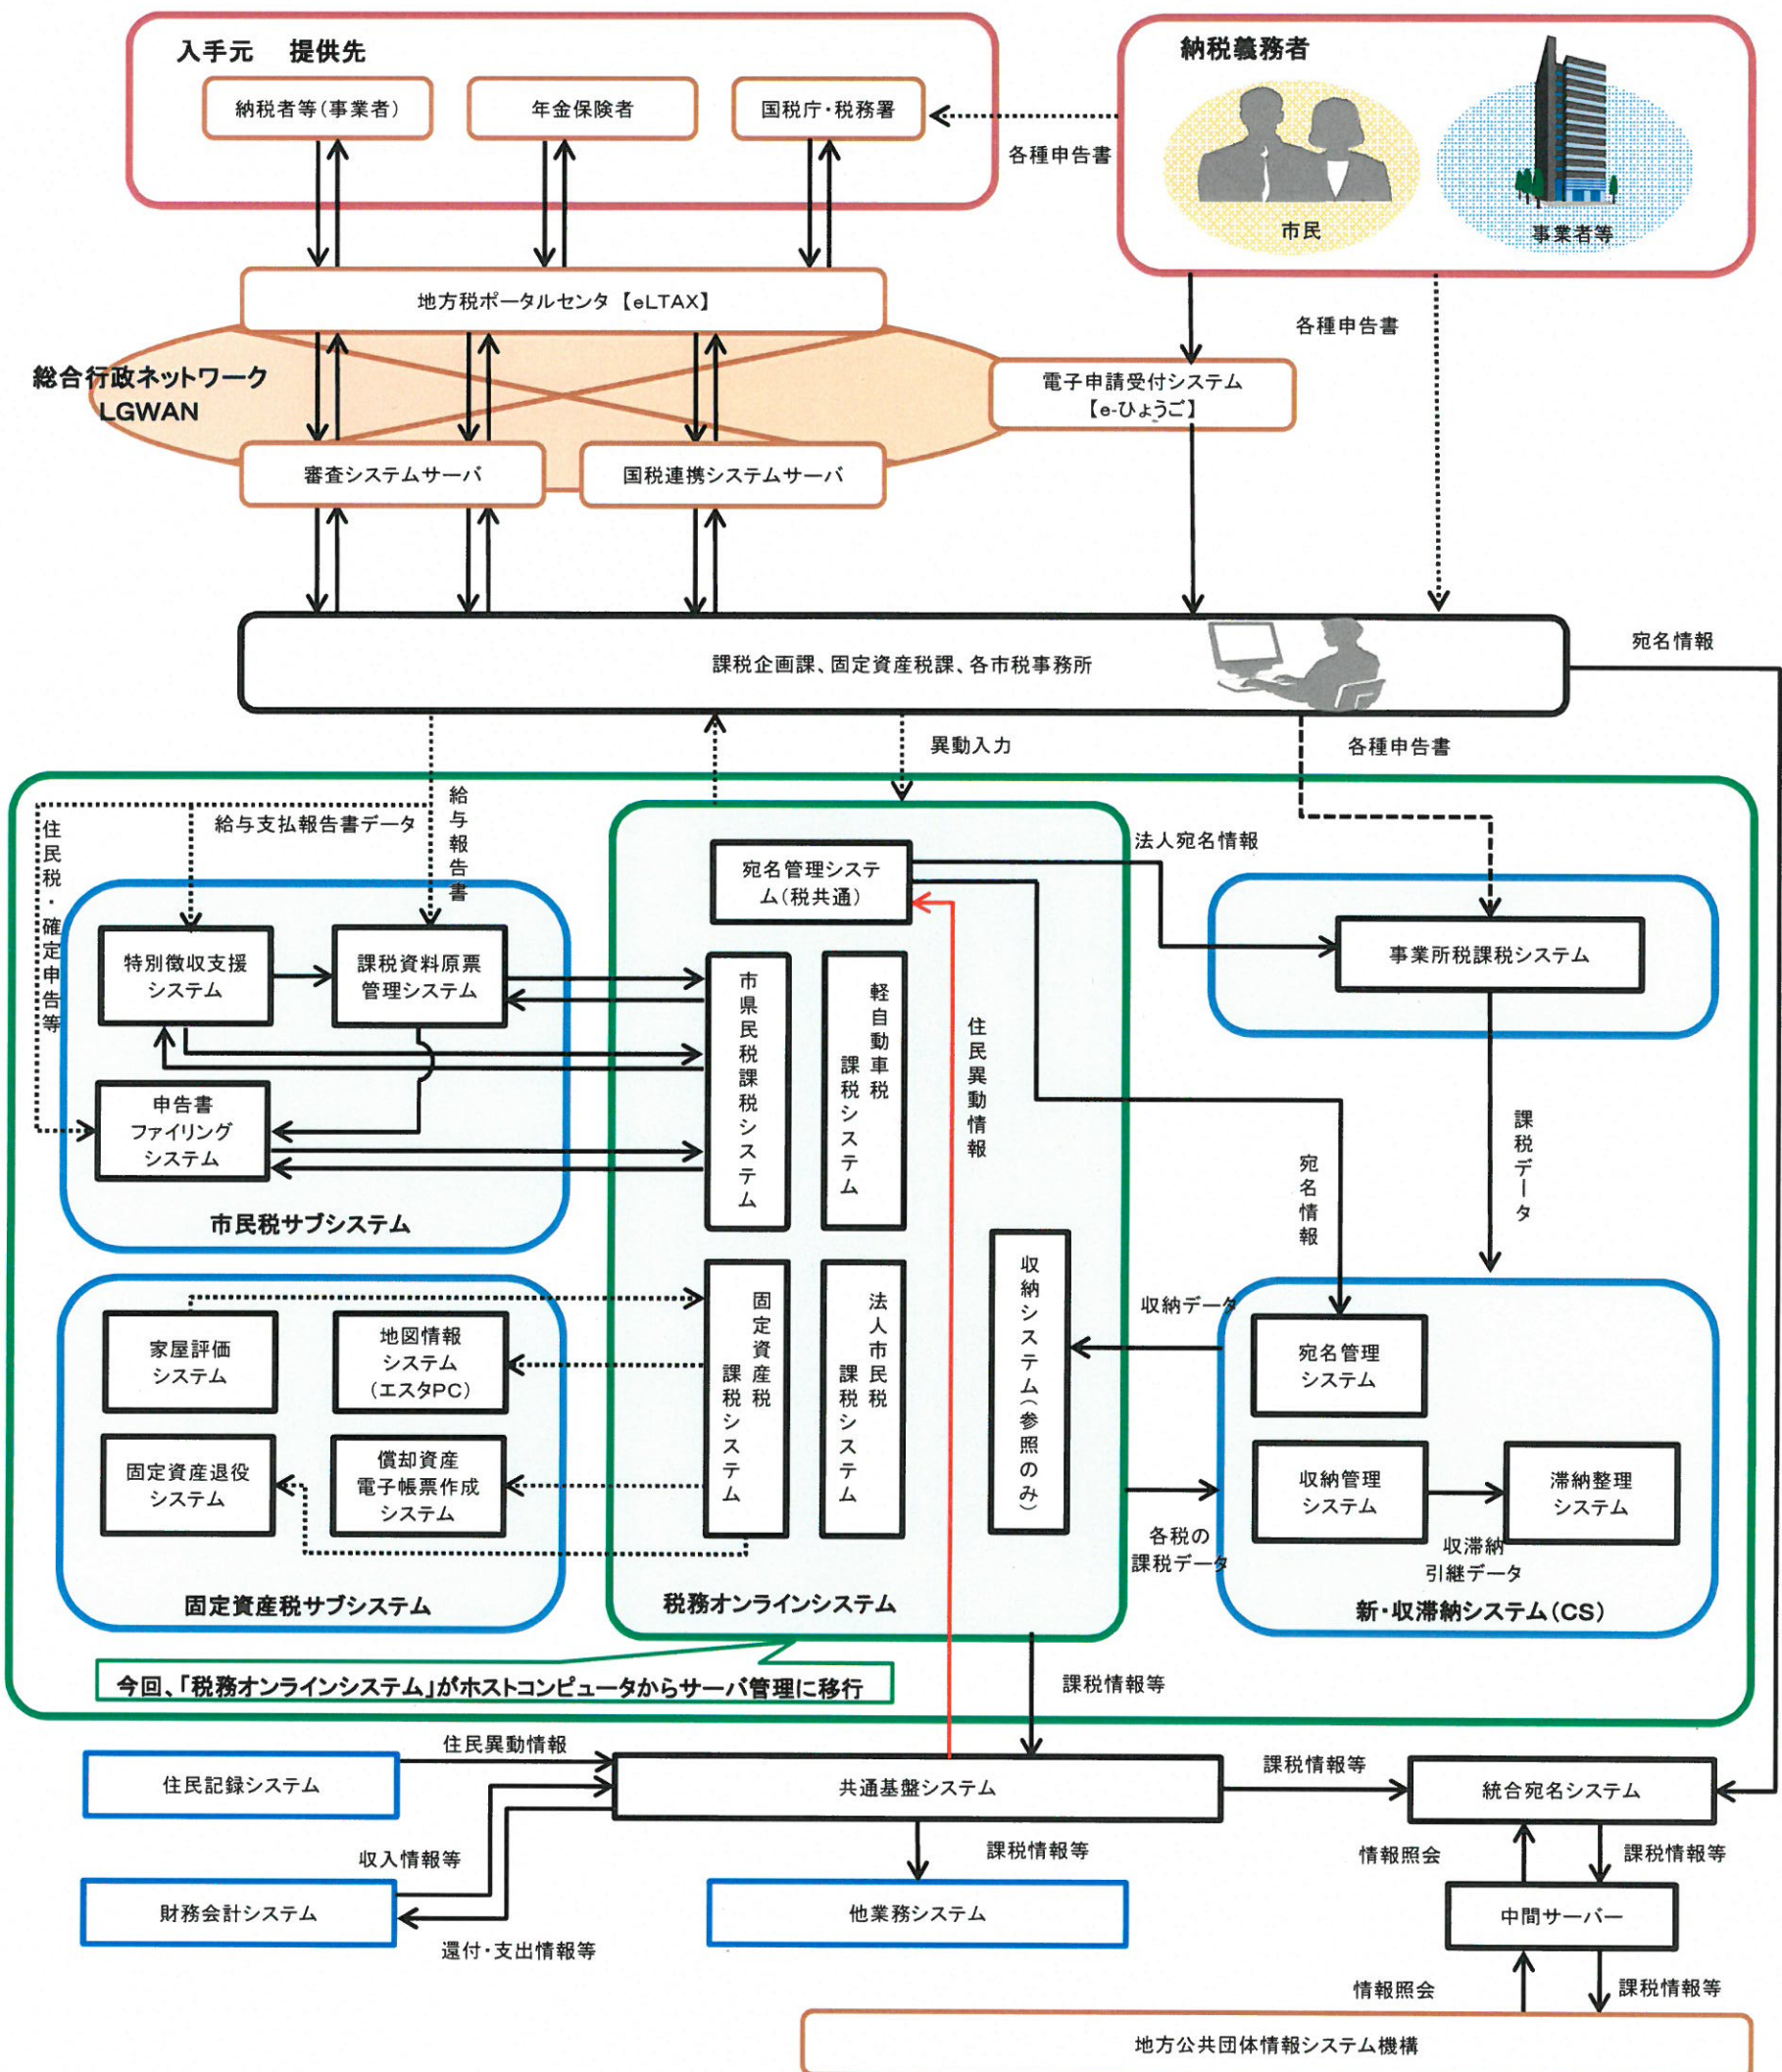 入手元　提供先
納税者等(事業者)
年金保険者
国税庁・税務署
各種申告書
納税義務者
市民
事業者等
地方税ポータルセンタ【eLTAX】
各種申告書
総合行政ネットワーク
LGWAN
電子申請受付システム
【e-ひょうご】
審査システムサーバ
国税連携システムサーバ
課税企画課、固定資産税課、各市税事務所
宛名情報
異動入力
各種申告書
住民税・確定申告等
給与支払報告書データ
給与報告書
特別徴収支援
システム
課税資料原票
管理システム
申告書
ファイリング
システム
市民税サブシステム
家屋評価
システム
地図情報
システム
(エスタPC)
固定資産退役
システム
償却資産
電子帳票作成
システム
固定資産税サブシステム
宛名管理システ
ム(税共通)
市県民税課税システム
軽自動車税
課税システム
住民異動情報
固定資産税
課税システム
法人市民税
課税システム
収納システム(参照のみ)
税務オンラインシステム
今回、「税務オンラインシステム」がホストコンピュータからサーバ管理に移行
法人宛名情報
事業所税課税システム
課税データ
宛名情報
収納データ
宛名管理
システム
収納管理
システム
滞納整理
システム
収滞納
引継データ
各税の
課税データ
新・収滞納システム(CS)
課税情報等
住民記録システム
住民異動情報
共通基盤システム
課税情報等
統合宛名システム
収入情報等
財務会計システム
還付・支出情報等
課税情報等
他業務システム
情報照会
課税情報等
中間サーバー
情報照会
課税情報等
地方公共団体情報システム機構